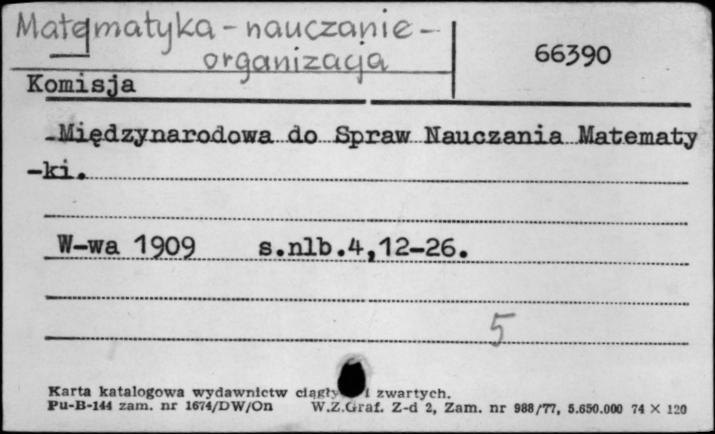 Matematyka - nauczanie -
organizacja
66390
Komisja
Międzynarodowa do Spraw Nauczania Matematy
-ki.
W-wa 1909 s.nlb.4,12-26.
5
Karta katalogowa wydawnictw i zwartych.
Pu-B-144 zam. nr 1674/DW/On W.Z.Graf. Z-d 2, Zam. nr 988/77, 5.650.000 74 × 120